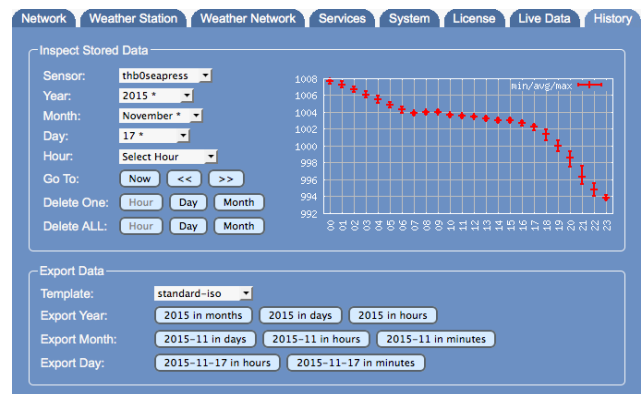 Network Weather Station Weather Network Services System License Live Data History
Inspect Stored Data
Sensor: thb0seapress
Year: 2015 *
Month: November *
Day: 17 *
Hour: Select Hour
Go To: Now << >>
Delete One: Hour Day Month
Delete ALL: Hour Day Month
min/avg/max
1008
1006
1004
1002
1000
998
996
994
992
00 01 02 03 04 05 06 07 08 09 10 11 12 13 14 15 16 17 18 19 20 21 22 23
Export Data
Template: standard-iso
Export Year: 2015 in months 2015 in days 2015 in hours
Export Month: 2015-11 in days 2015-11 in hours 2015-11 in minutes
Export Day: 2015-11-17 in hours 2015-11-17 in minutes